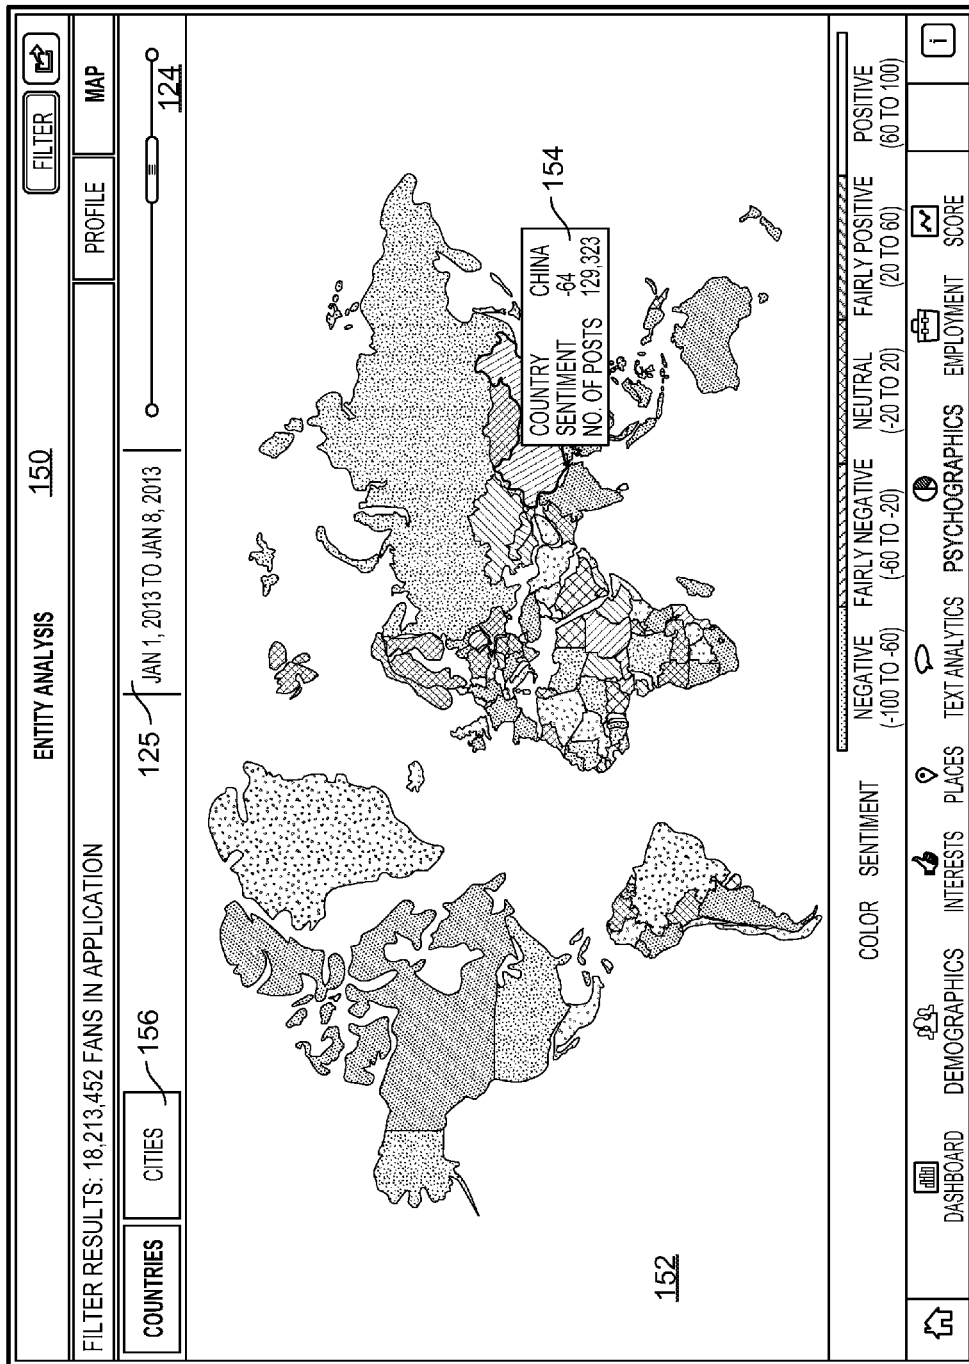 ENTITY ANALYSIS
150
FILTER
FILTER RESULTS: 18,213,452 FANS IN APPLICATION
PROFILE
MAP
COUNTRIES
CITIES
156
125
JAN 1, 2013 TO JAN 8, 2013
124
COUNTRY CHINA
SENTIMENT -64
NO. OF POSTS 129,323
154
152
COLOR SENTIMENT
NEGATIVE
(-100 TO -60)
FAIRLY NEGATIVE
(-60 TO -20)
NEUTRAL
(-20 TO 20)
FAIRLY POSITIVE
(20 TO 60)
POSITIVE
(60 TO 100)
DASHBOARD
DEMOGRAPHICS
INTERESTS
PLACES
TEXT ANALYTICS
PSYCHOGRAPHICS
EMPLOYMENT
SCORE
i